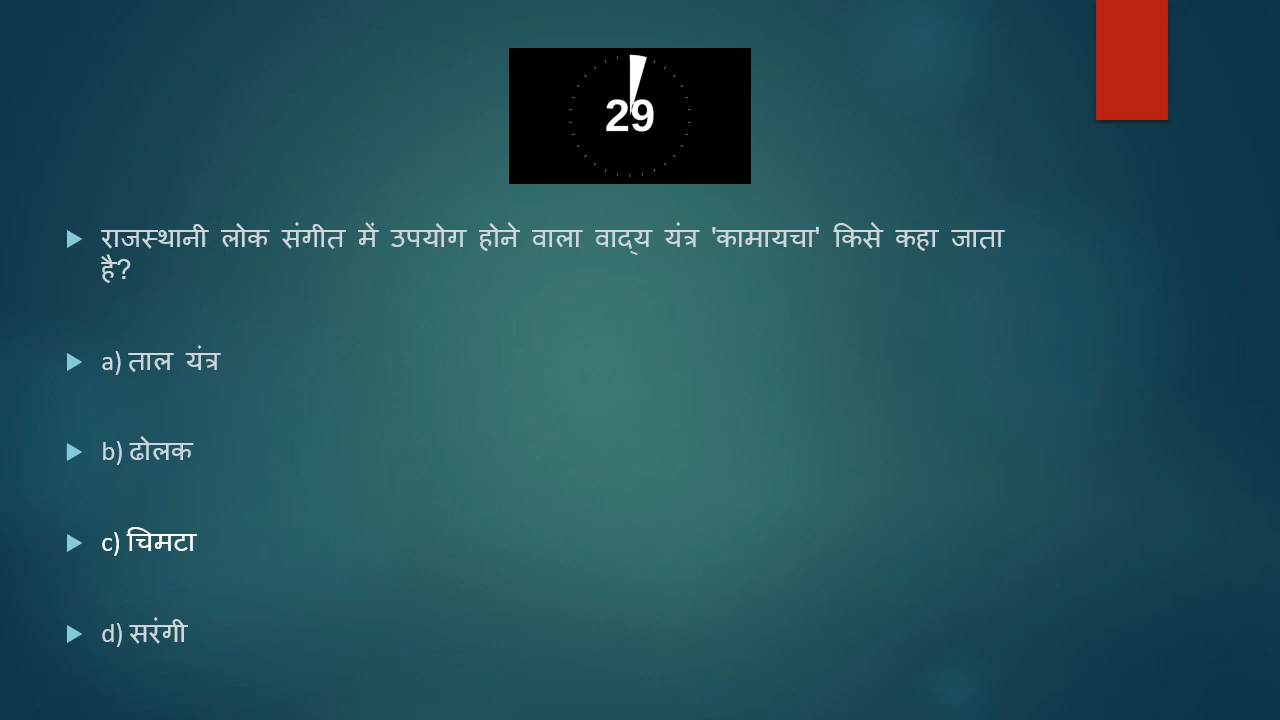 29
राजस्थानी लोक संगीत में उपयोग होने वाला वाद्य यंत्र 'कामायचा' किसे कहा जाता
है?
a) ताल यंत्र
b) ढोलक
c) चिमटा
d) सरंगी